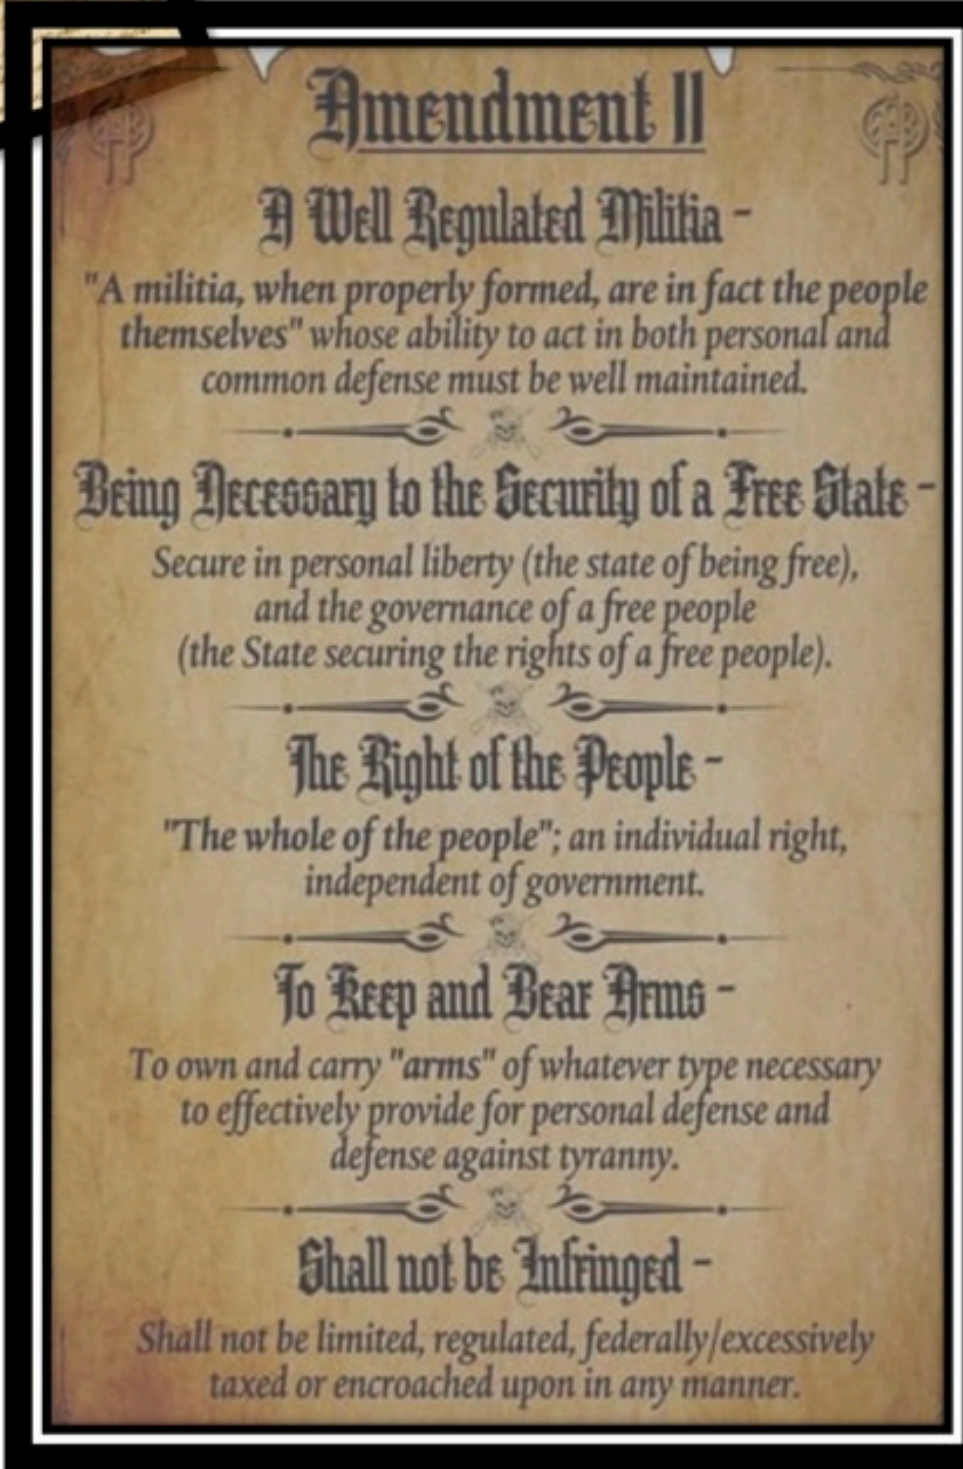 Amendment II
A Well Regulated Militia -
"A militia, when properly formed, are in fact the people
themselves" whose ability to act in both personal and
common defense must be well maintained.
Being Necessary to the Security of a Free State -
Secure in personal liberty (the state of being free),
and the governance of a free people
(the State securing the rights of a free people).
The Right of the People -
"The whole of the people"; an individual right,
independent of government.
To Keep and Bear Arms -
To own and carry "arms" of whatever type necessary
to effectively provide for personal defense and
defense against tyranny.
Shall not be Infringed -
Shall not be limited, regulated, federally/excessively
taxed or encroached upon in any manner.